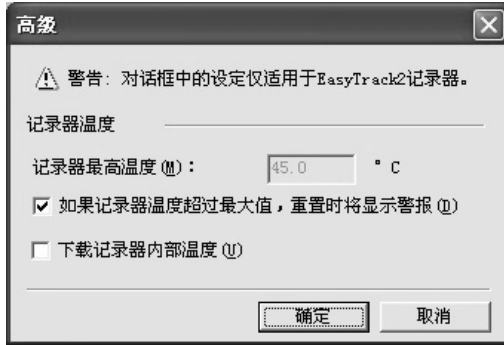 高级
警告: 对话框中的设定仅适用于EasyTrack2记录器。
记录器温度
记录器最高温度(M): 45.0 °C
如果记录器温度超过最大值,重置时将显示警报(D)
下载记录器内部温度(U)
确定 取消